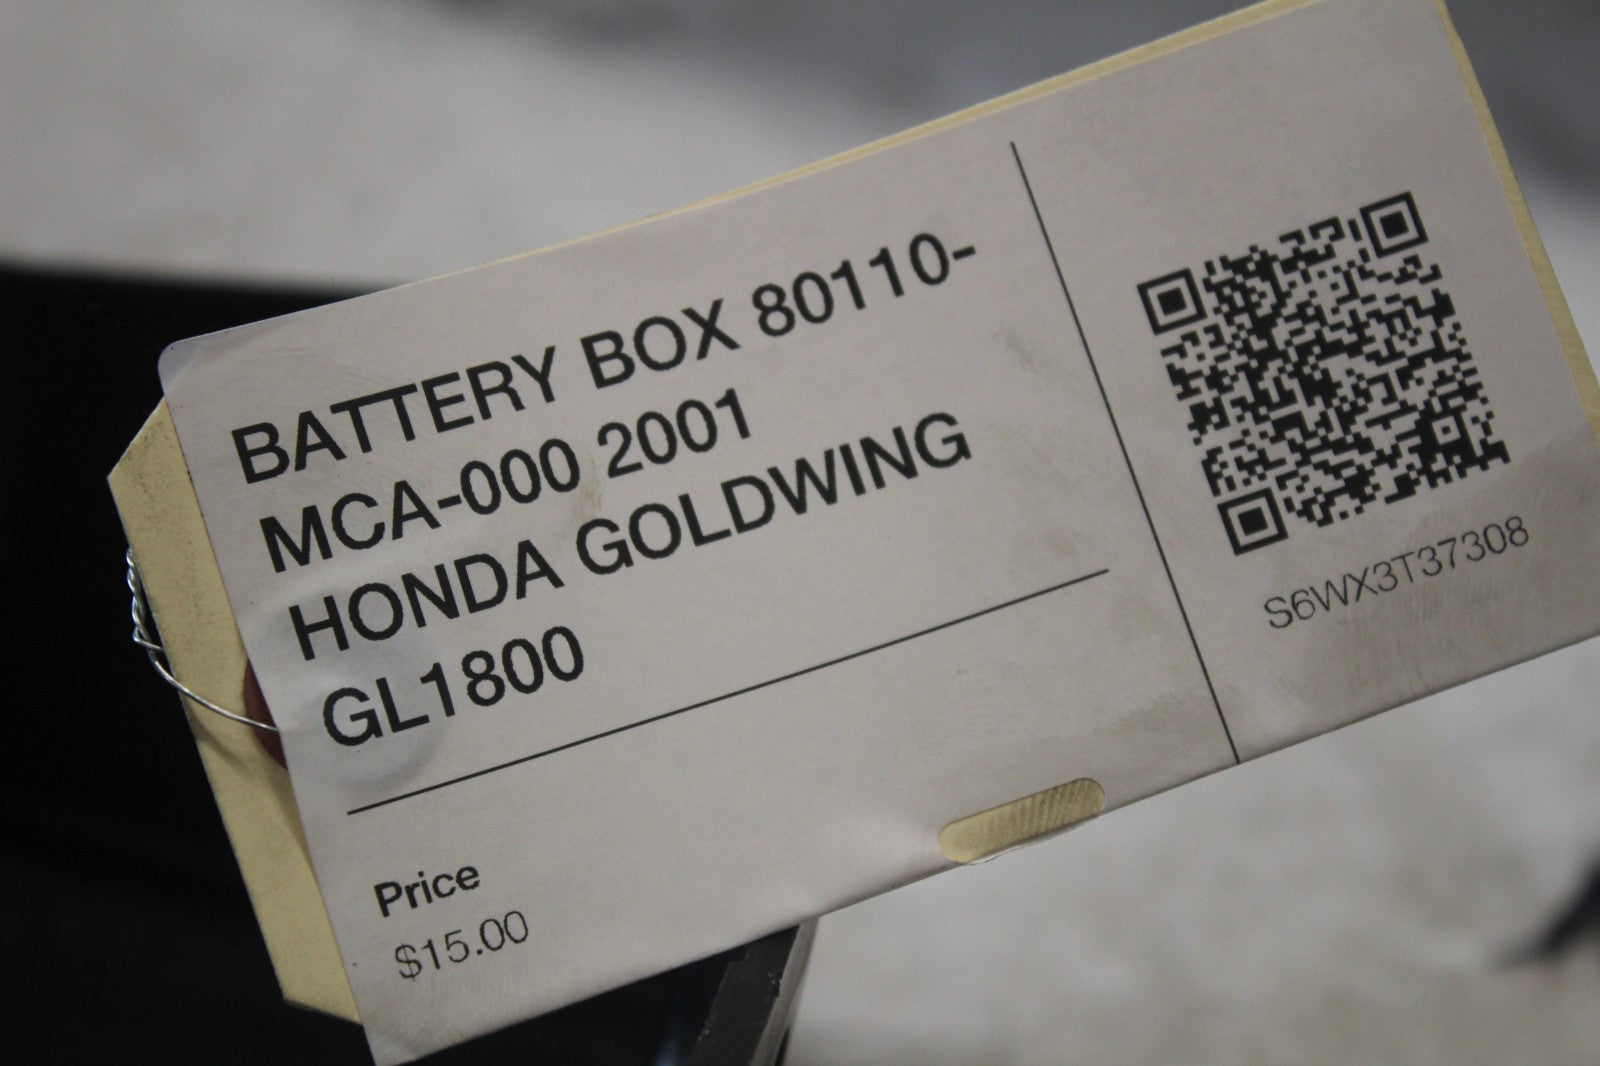 BATTERY BOX 80110-
MCA-000 2001
HONDA GOLDWING
GL1800
Price
$15.00
S6WX3T37308